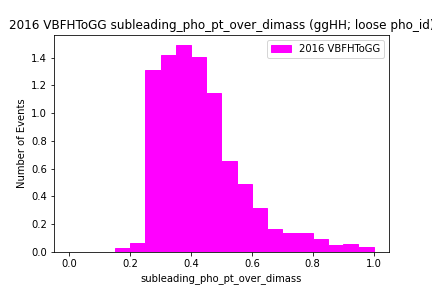 2016 VBFHToGG subleading_pho_pt_over_dimass (ggHH; loose pho_id)
2016 VBFHToGG
Number of Events
1.4
1.2
1.0
0.8
0.6
0.4
0.2
0.0
0.0 0.2 0.4 0.6 0.8 1.0
subleading_pho_pt_over_dimass